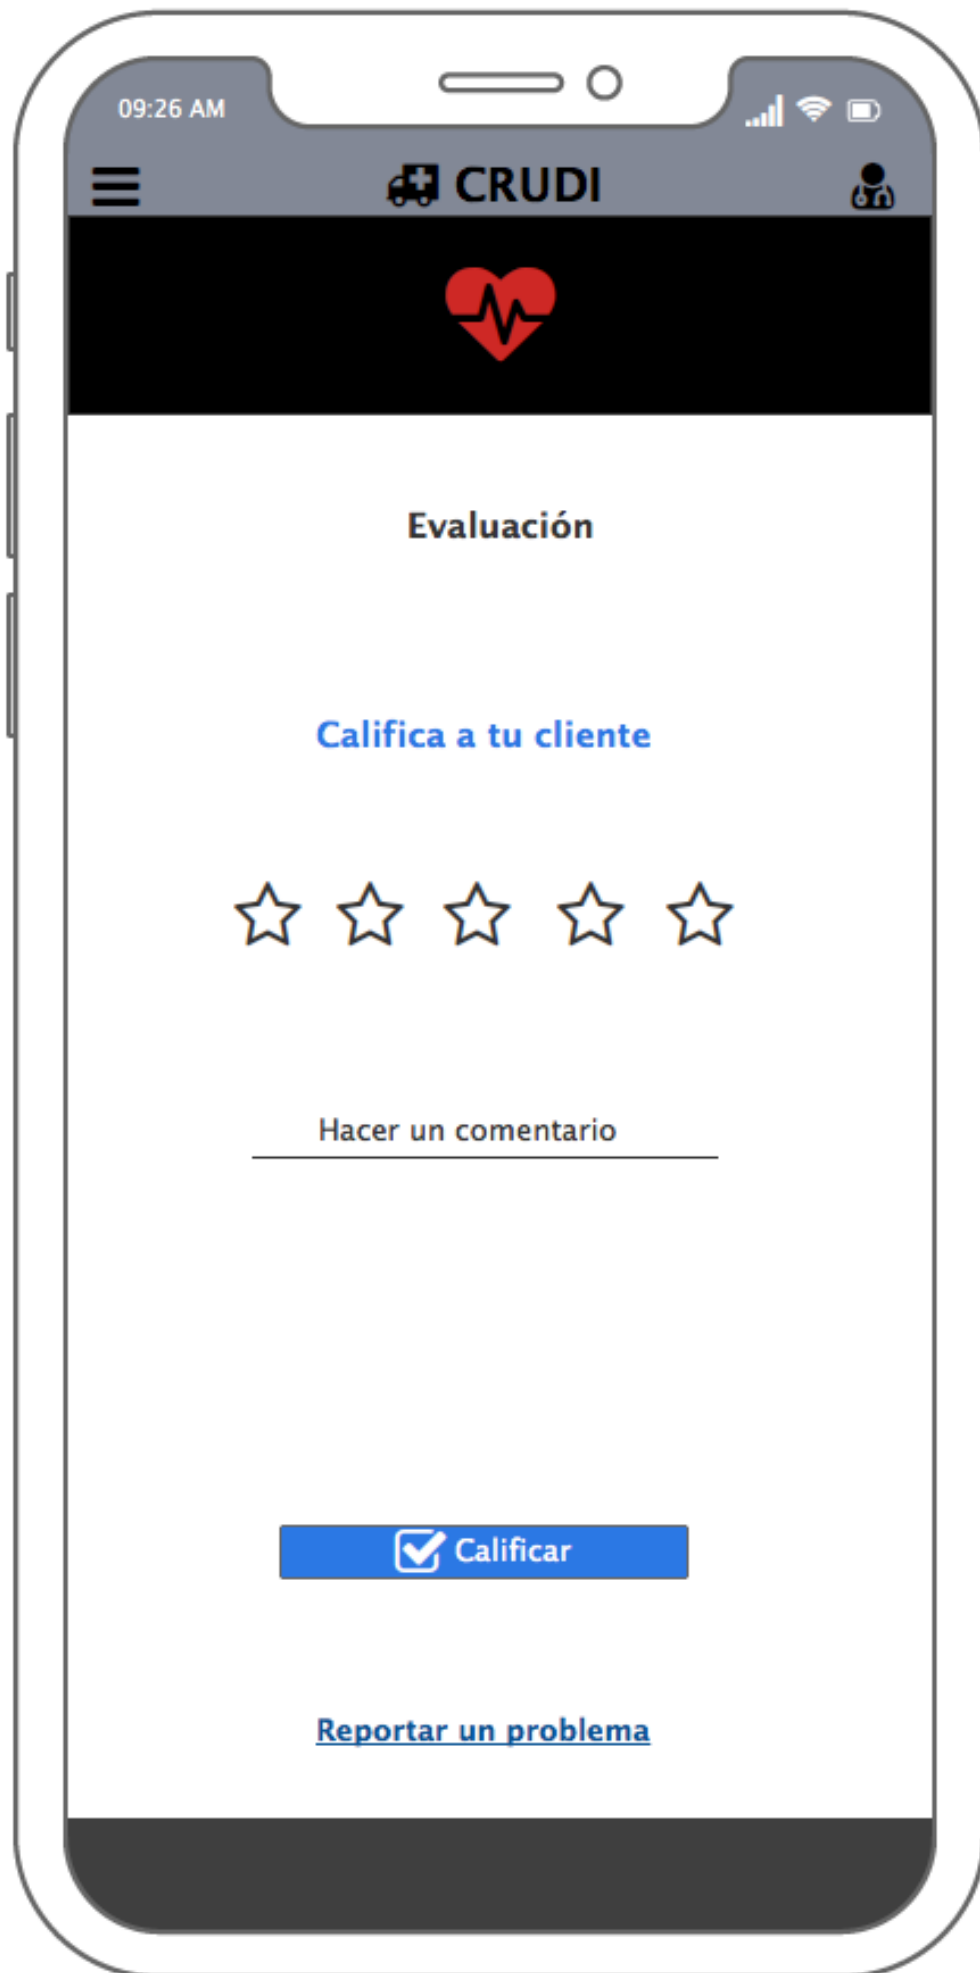 09:26 AM
CRUDI
Evaluación
Califica a tu cliente
Hacer un comentario
Calificar
Reportar un problema